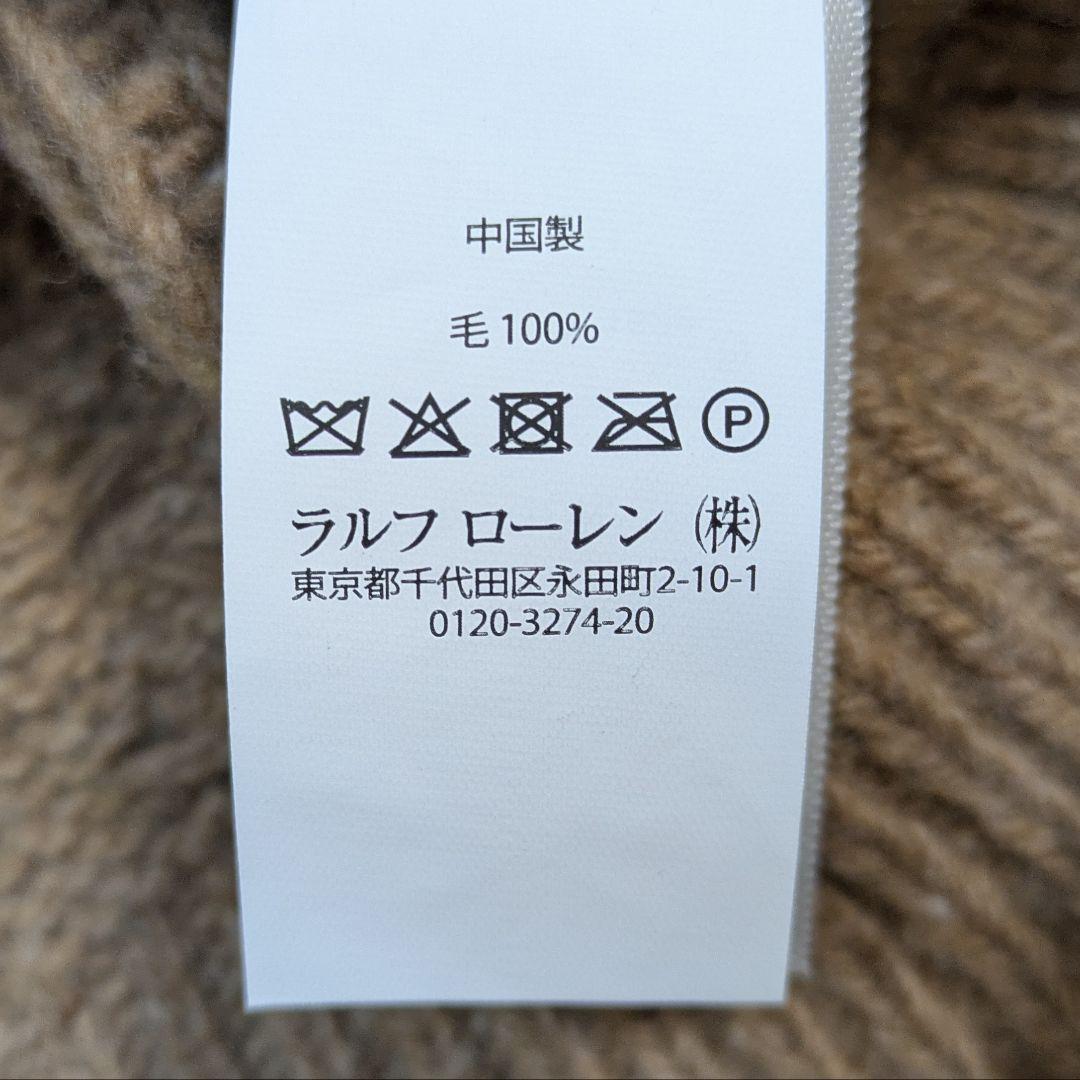 中国製
毛 100%
P
ラルフ ローレン (株)
東京都千代田区永田町2-10-1
0120-3274-20